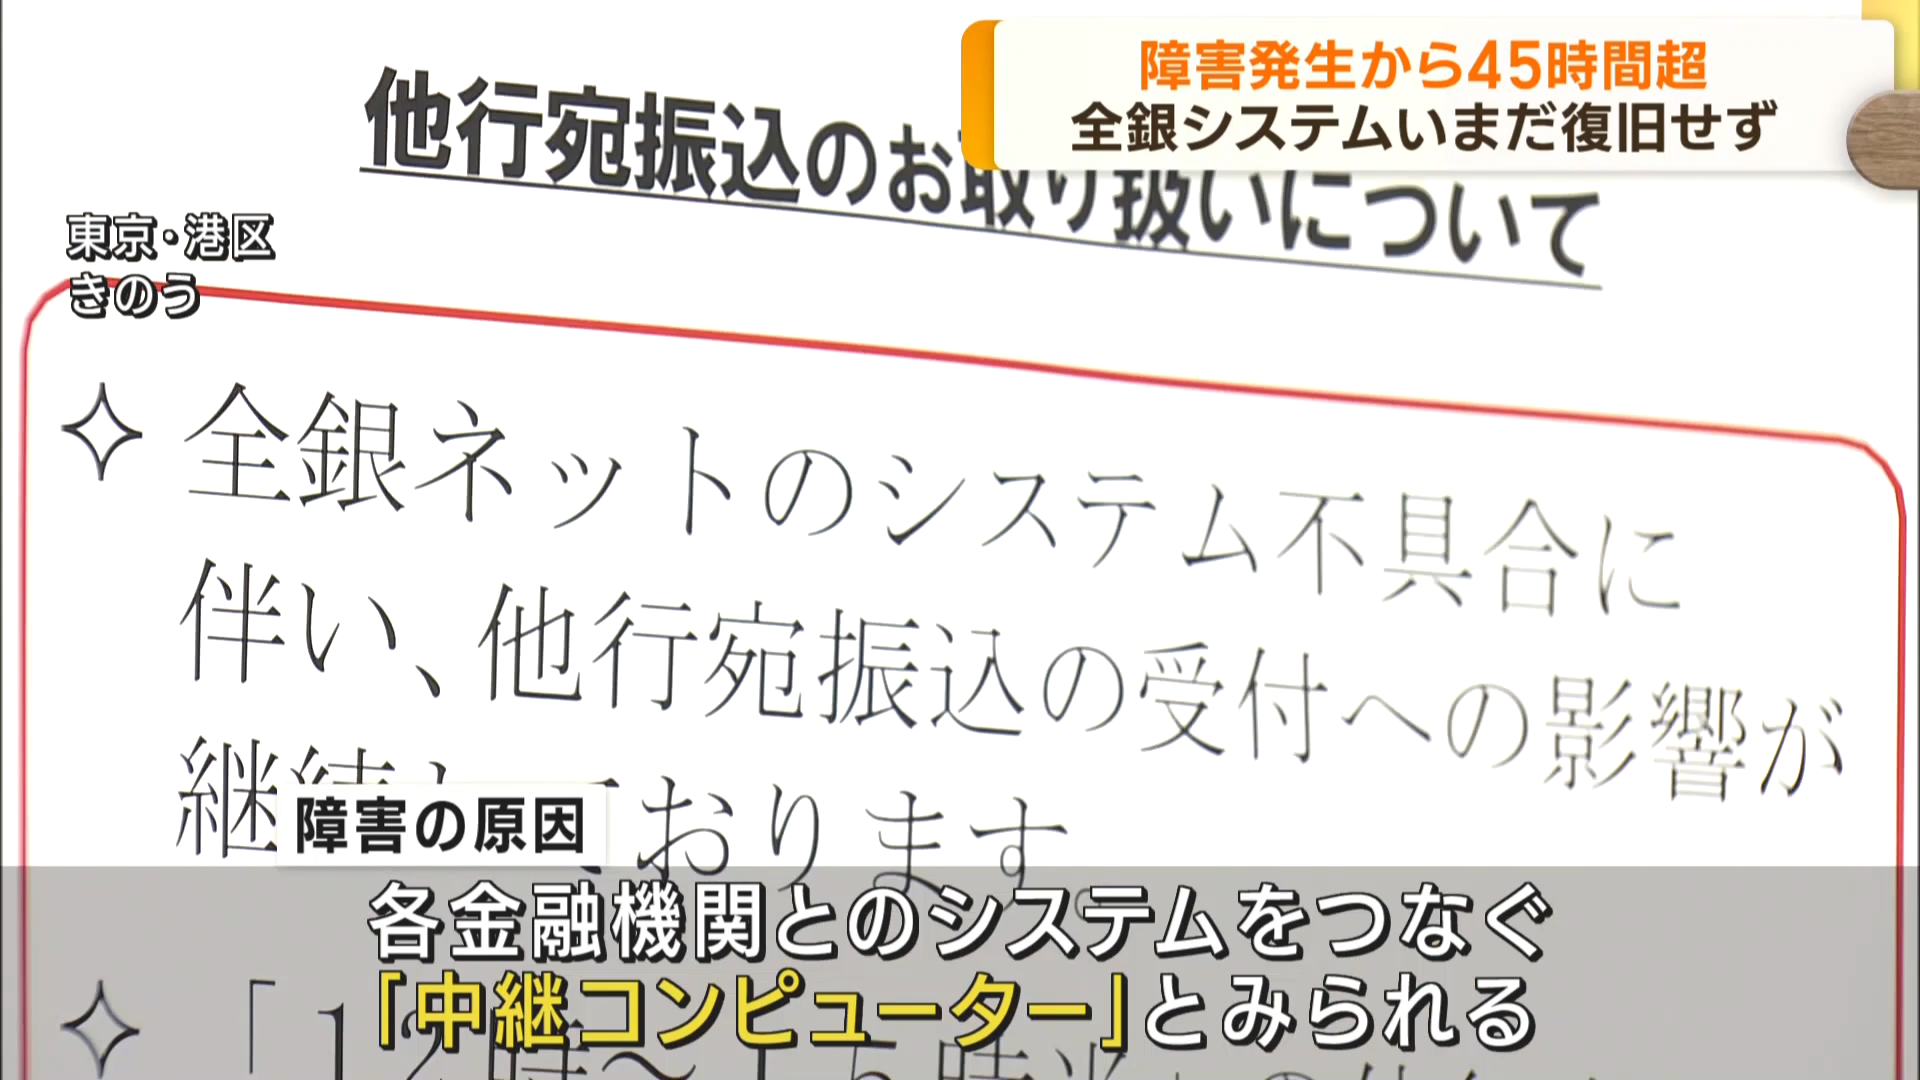 障害発生から45時間超
全銀システムいまだ復旧せず
他行宛振込のお取り扱いについて
東京・港区
きのう
✧ 全銀ネットのシステム不具合に
伴い、他行宛振込の受付への影響が
継続しております。
障害の原因
各金融機関とのシステムをつなぐ
「中継コンピューター」とみられる